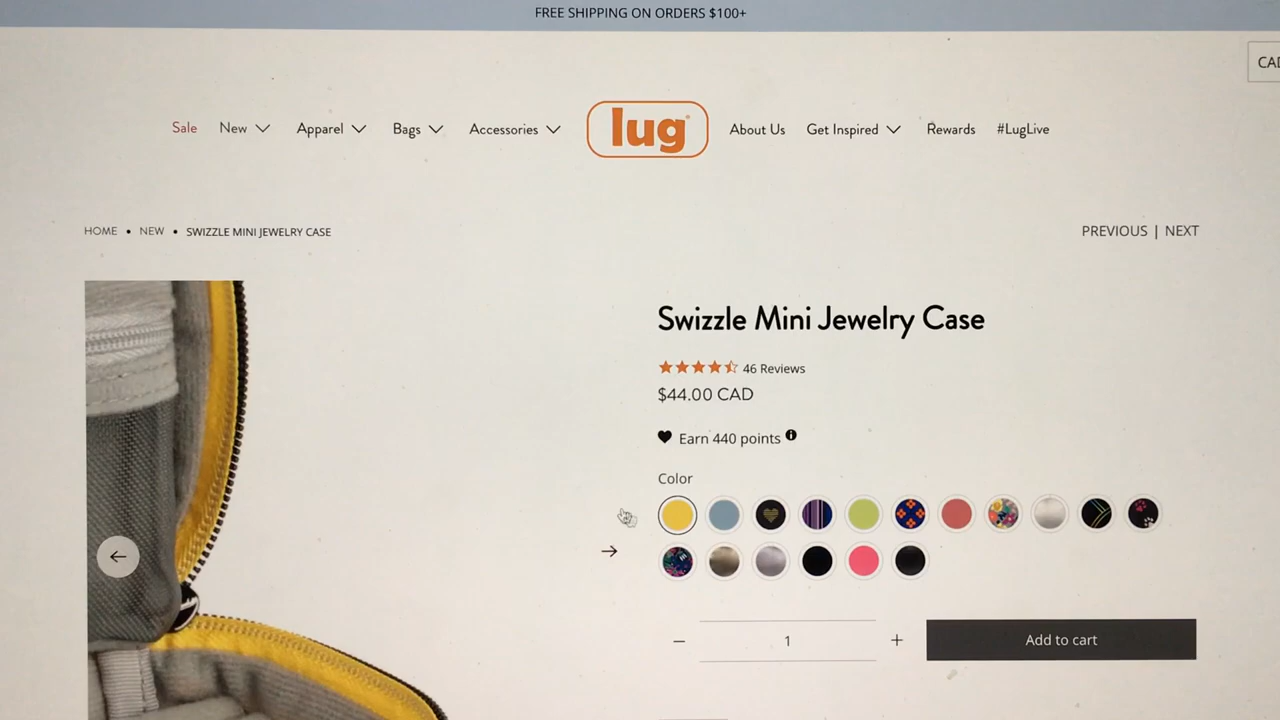 FREE SHIPPING ON ORDERS $100+
CAD
Sale New Apparel Bags Accessories lug About Us Get Inspired Rewards #LugLive
HOME • NEW • SWIZZLE MINI JEWELRY CASE
PREVIOUS | NEXT
Swizzle Mini Jewelry Case
46 Reviews
$44.00 CAD
Earn 440 points
Color
− 1 +
Add to cart